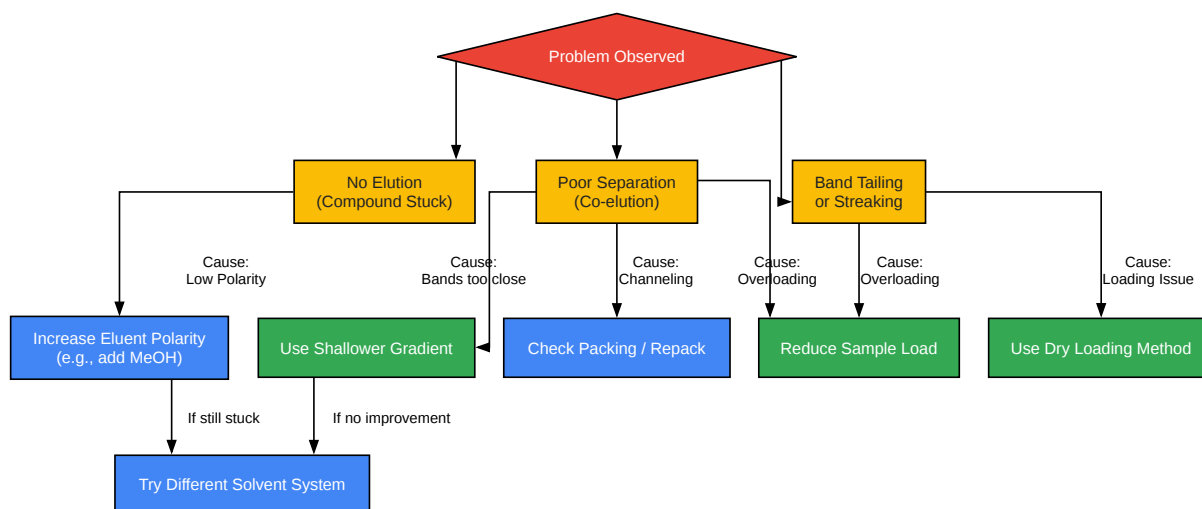 Problem Observed
No Elution
(Compound Stuck)
Poor Separation
(Co-elution)
Band Tailing
or Streaking
Cause:
Low Polarity
Cause:
Bands too close
Cause:
Channeling
Cause:
Overloading
Cause:
Overloading
Cause:
Loading Issue
Increase Eluent Polarity
(e.g., add MeOH)
Use Shallower Gradient
Check Packing / Repack
Reduce Sample Load
Use Dry Loading Method
If still stuck
If no improvement
Try Different Solvent System